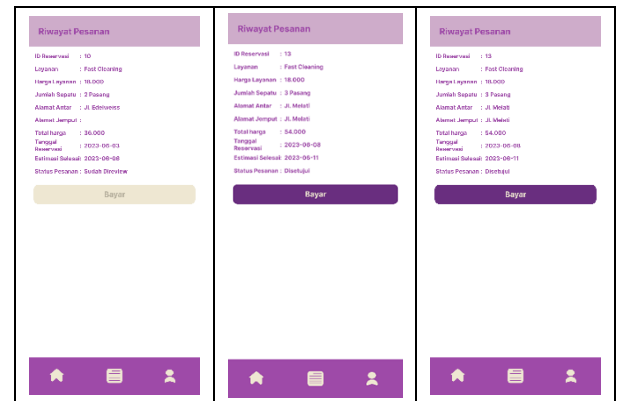 Riwayat Pesanan
ID Reservasi : 10
Layanan : Fast Cleaning
Harga Layanan : 18.000
Jumlah Sepatu : 2 Pasang
Alamat Antar : Jl. Edelweiss
Alamat Jemput :
Total harga : 36.000
Tanggal Reservasi : 2023-06-03
Estimasi Selesai: 2023-06-06
Status Pesanan : Sudah Direview
Bayar
Riwayat Pesanan
ID Reservasi : 13
Layanan : Fast Cleaning
Harga Layanan : 18.000
Jumlah Sepatu : 3 Pasang
Alamat Antar : Jl. Melati
Alamat Jemput : Jl. Melati
Total harga : 54.000
Tanggal Reservasi : 2023-06-08
Estimasi Selesai: 2023-06-11
Status Pesanan : Disetujui
Bayar
Riwayat Pesanan
ID Reservasi : 13
Layanan : Fast Cleaning
Harga Layanan : 18.000
Jumlah Sepatu : 3 Pasang
Alamat Antar : Jl. Melati
Alamat Jemput : Jl. Melati
Total harga : 54.000
Tanggal Reservasi : 2023-06-08
Estimasi Selesai: 2023-06-11
Status Pesanan : Disetujui
Bayar